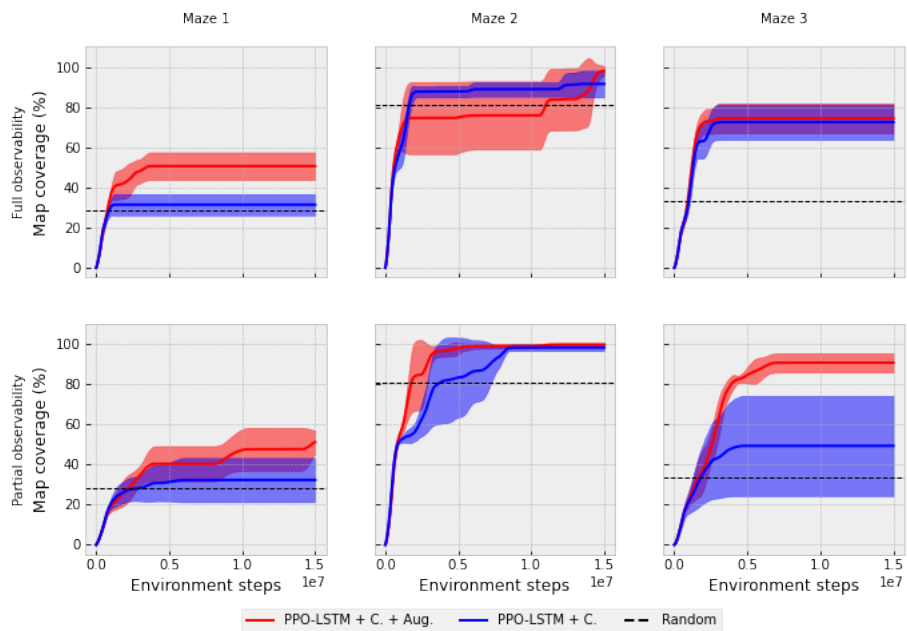 Maze 1
Maze 2
Maze 3
Full observability
Map coverage (%)
100
80
60
40
20
0
Partial observability
Map coverage (%)
100
80
60
40
20
0
0.0 0.5 1.0 1.5
1e7
Environment steps
0.0 0.5 1.0 1.5
1e7
Environment steps
0.0 0.5 1.0 1.5
1e7
Environment steps
PPO-LSTM + C. + Aug. PPO-LSTM + C. Random